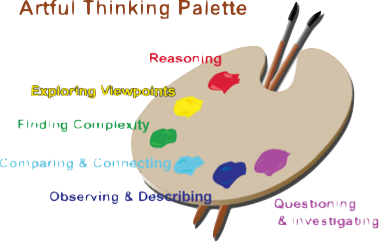 Artful Thinking Palette
Reasoning
Exploring Viewpoints
Finding Complexity
Comparing & Connecting
Observing & Describing
Questioning
& Investigating